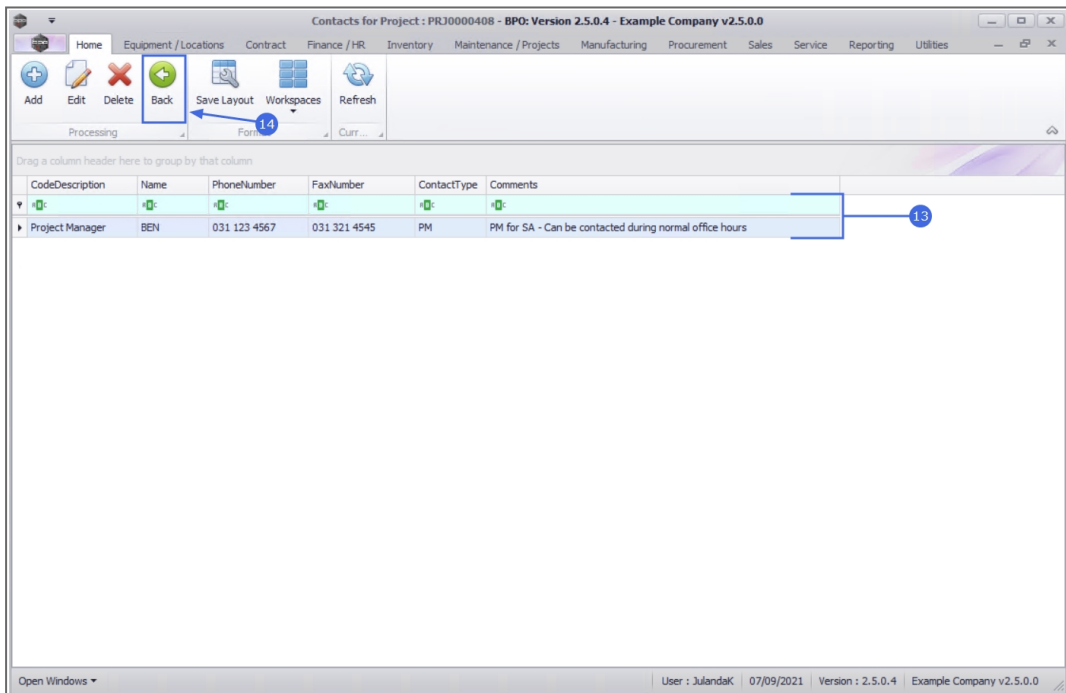 Contacts for Project : PRJ0000408 - BPO: Version 2.5.0.4 - Example Company v2.5.0.0
Home Equipment / Locations Contract Finance / HR Inventory Maintenance / Projects Manufacturing Procurement Sales Service Reporting Utilities
Add Edit Delete Back Save Layout Workspaces Refresh
14
Processing Curr...
Drag a column header here to group by that column
CodeDescription Name PhoneNumber FaxNumber ContactType Comments
13
Project Manager BEN 031 123 4567 031 321 4545 PM PM for SA - Can be contacted during normal office hours
Open Windows User : JulandaK 07/09/2021 Version : 2.5.0.4 Example Company v2.5.0.0